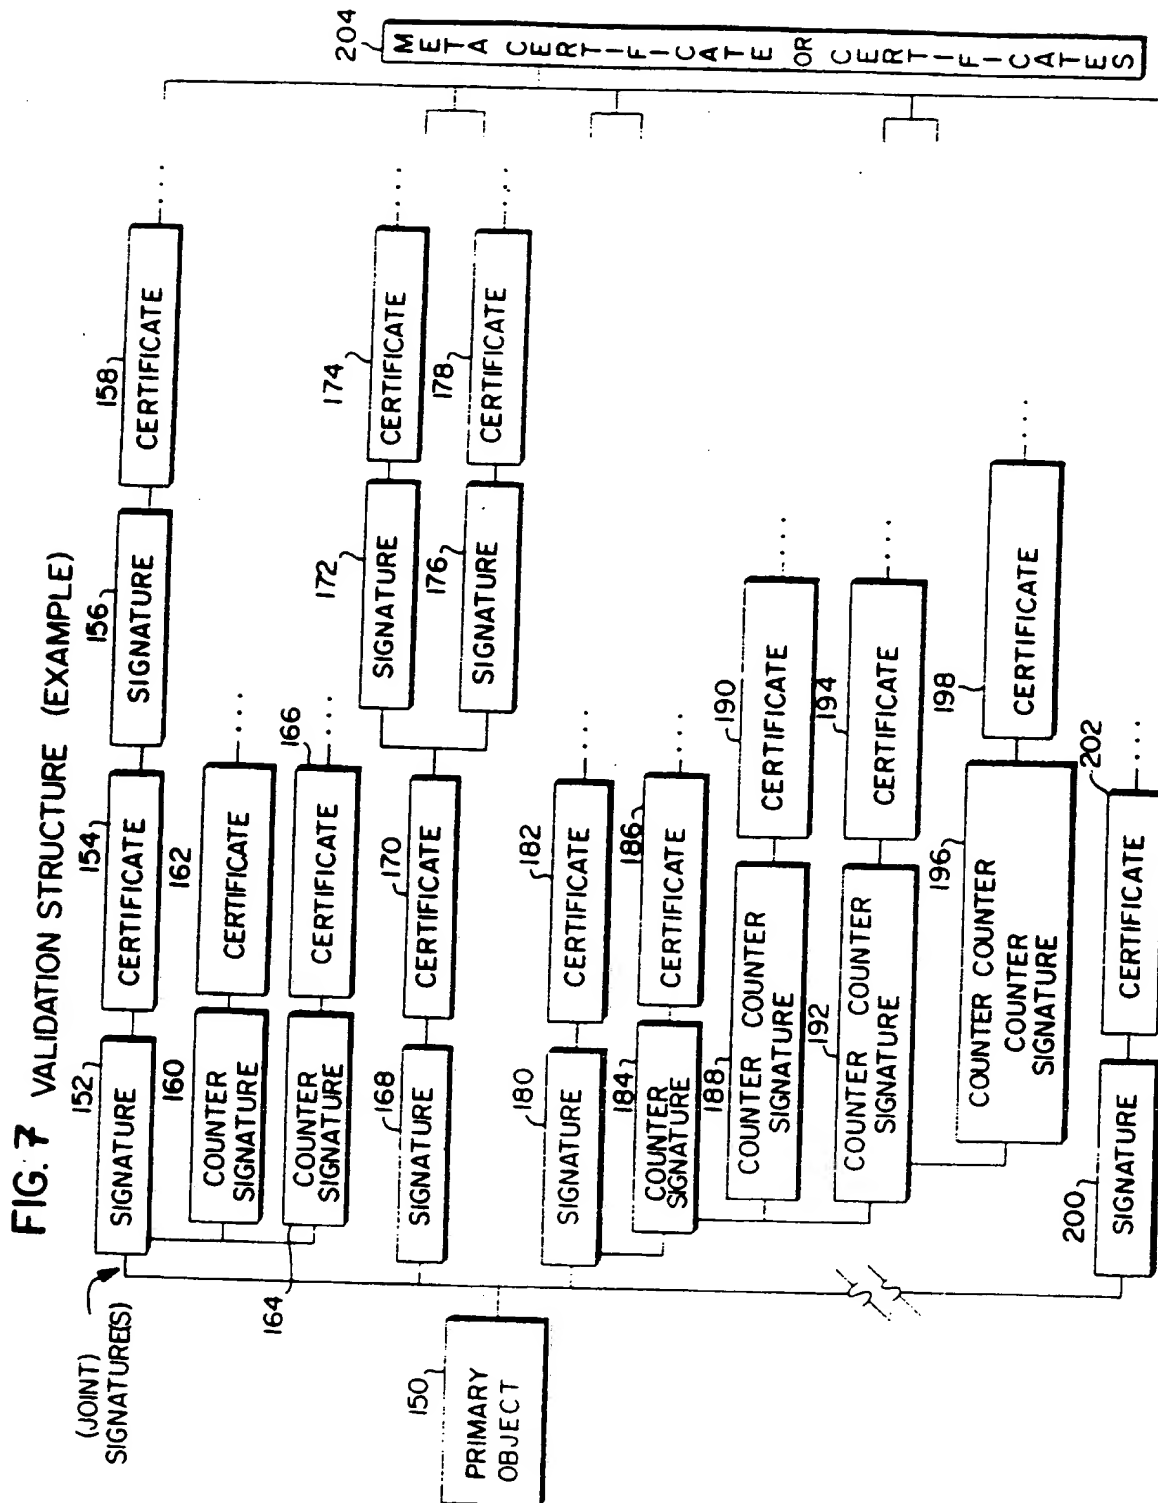 FIG. 7 VALIDATION STRUCTURE (EXAMPLE)
(JOINT)
SIGNATURE(S)
152
SIGNATURE
154
CERTIFICATE
156
SIGNATURE
158
CERTIFICATE
....
160
COUNTER
SIGNATURE
162
CERTIFICATE
....
164
COUNTER
SIGNATURE
166
CERTIFICATE
....
150
PRIMARY
OBJECT
168
SIGNATURE
170
CERTIFICATE
172
SIGNATURE
174
CERTIFICATE
....
176
SIGNATURE
178
CERTIFICATE
....
180
SIGNATURE
182
CERTIFICATE
....
184
COUNTER
SIGNATURE
186
CERTIFICATE
....
188
COUNTER COUNTER
SIGNATURE
190
CERTIFICATE
....
192
COUNTER COUNTER
SIGNATURE
194
CERTIFICATE
....
196
COUNTER COUNTER
COUNTER
SIGNATURE
198
CERTIFICATE
....
200
SIGNATURE
202
CERTIFICATE
....
204
META CERTIFICATE OR CERTIFICATES